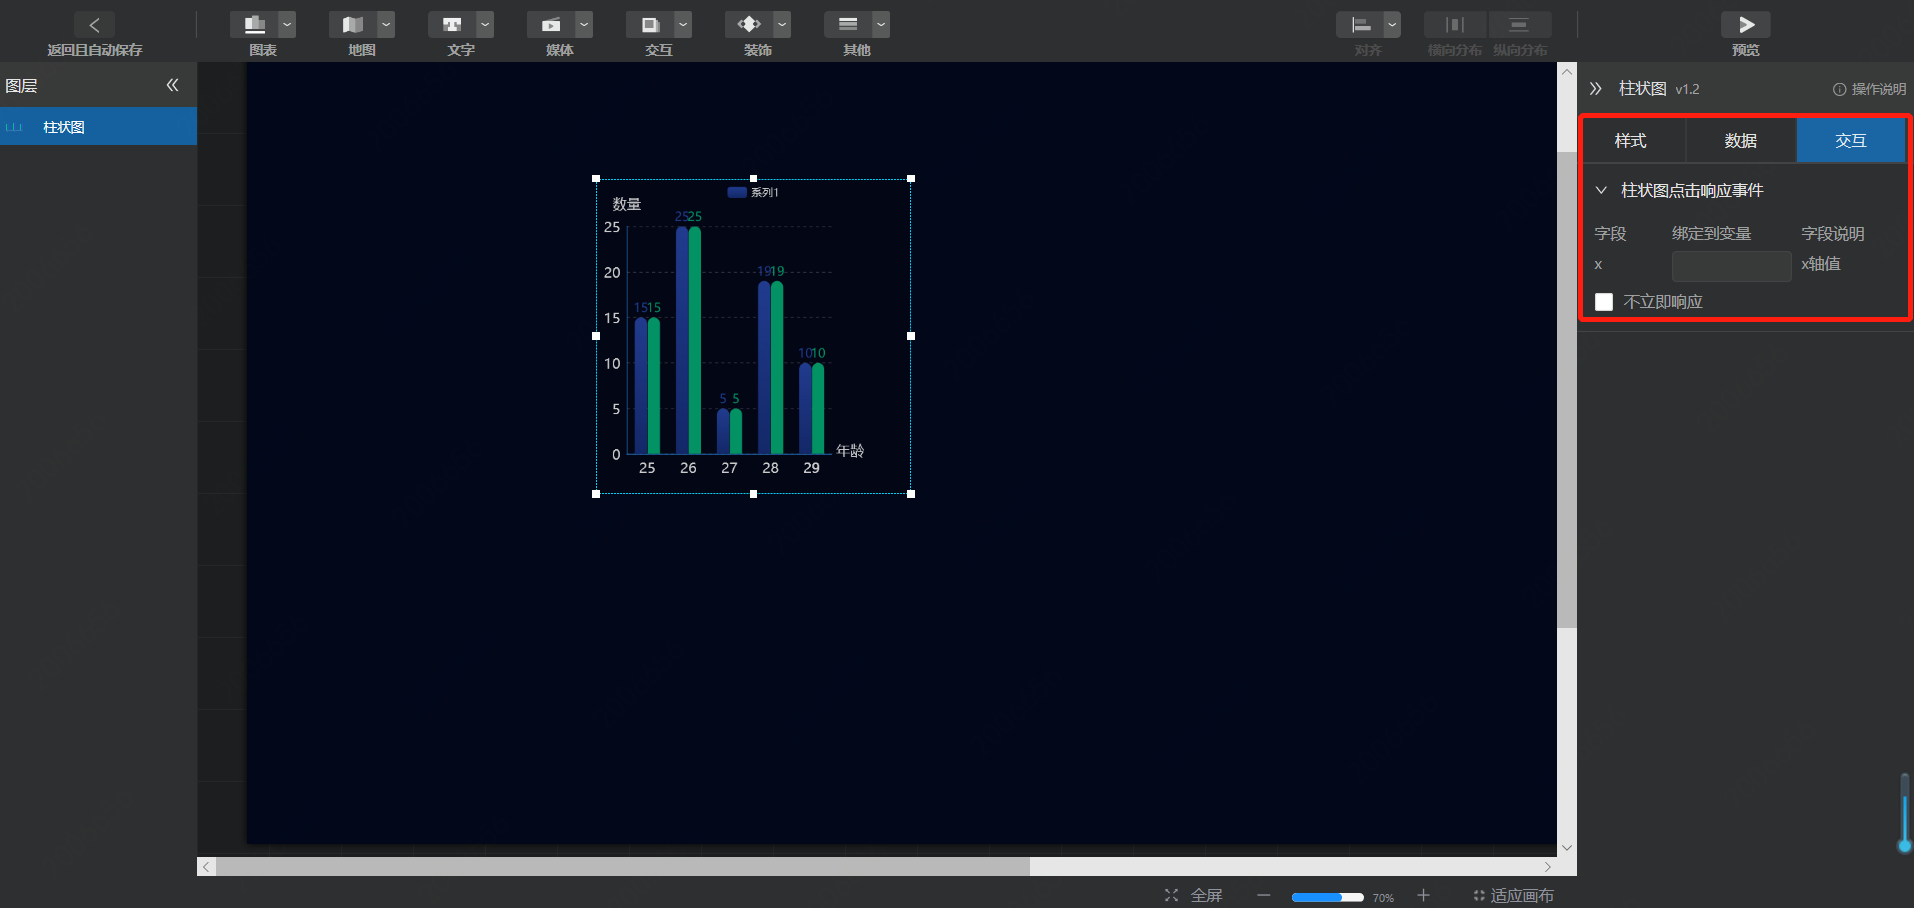 返回且自动保存
图表
地图
文字
媒体
交互
装饰
其他
对齐
横向分布
纵向分布
预览
图层
柱状图
系列1
数量
25
20
15
10
5
0
15 15
25 25
5 5
19 19
10 10
25 26 27 28 29
年龄
柱状图 v1.2
操作说明
样式 数据 交互
柱状图点击响应事件
字段 绑定到变量 字段说明
x x轴值
不立即响应
全屏
70%
适应画布